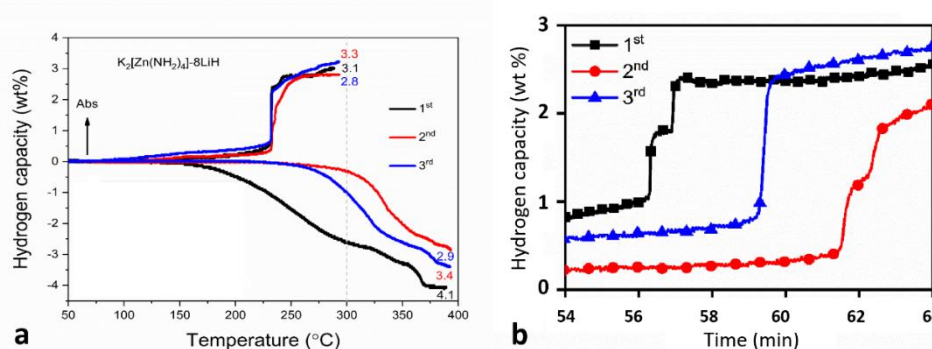 a
K₂[Zn(NH₂)₄]-8LiH
Abs
1st
2nd
3rd
3.3
3.1
2.8
2.9
3.4
4.1
Hydrogen capacity (wt%)
4
3
2
1
0
-1
-2
-3
-4
50 100 150 200 250 300 350 400
Temperature (°C)
b
1st
2nd
3rd
Hydrogen capacity (wt %)
3
2
1
0
54 56 58 60 62 64
Time (min)